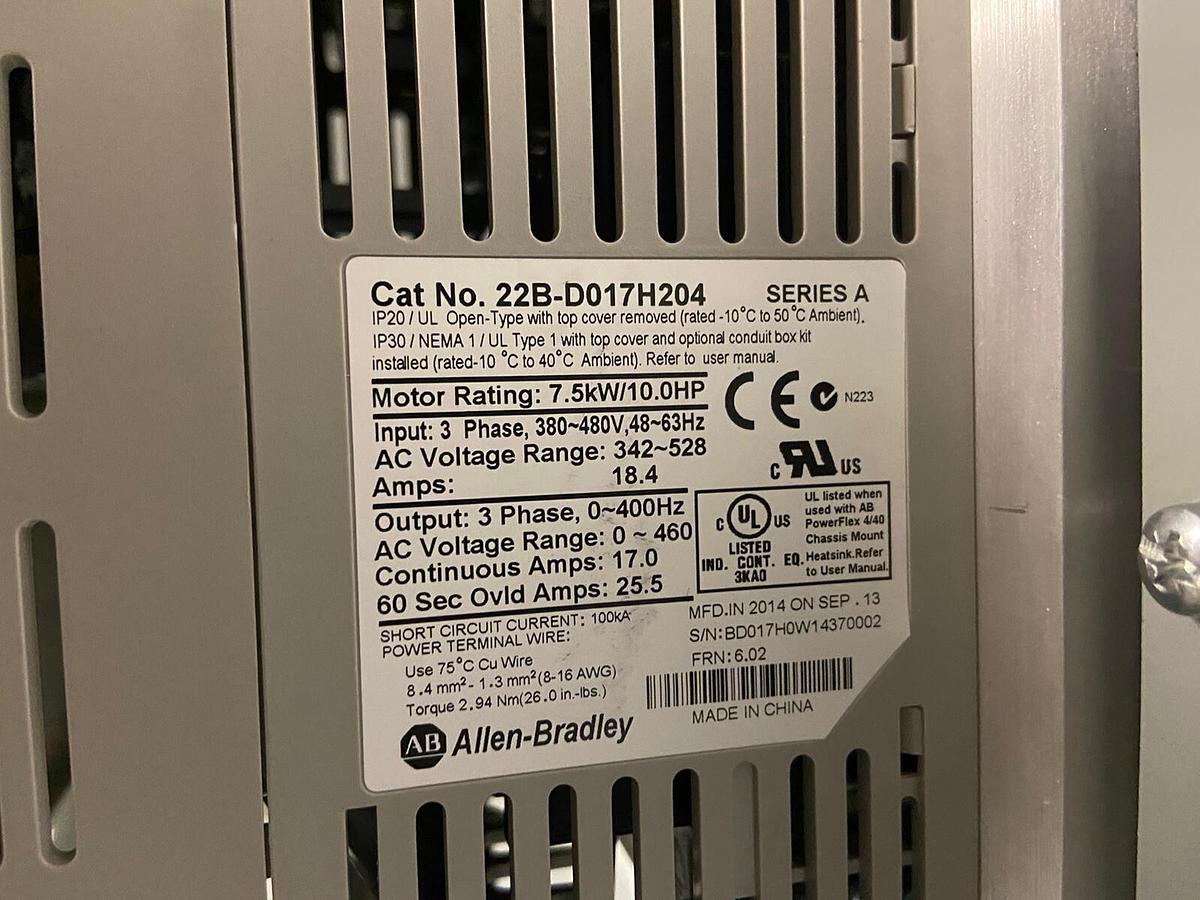 Cat No. 22B-D017H204 SERIES A
IP20 / UL Open-Type with top cover removed (rated -10°C to 50°C Ambient).
IP30 / NEMA 1 / UL Type 1 with top cover and optional conduit box kit
installed (rated-10 °C to 40°C Ambient). Refer to user manual.
Motor Rating: 7.5kW/10.0HP
CE N223
Input: 3 Phase, 380~480V,48~63Hz
AC Voltage Range: 342~528
Amps: 18.4
c RU US
Output: 3 Phase, 0~400Hz
AC Voltage Range: 0 ~ 460
Continuous Amps: 17.0
60 Sec Ovld Amps: 25.5
c UL US
LISTED
IND. CONT. EQ.
3KA0
UL listed when
used with AB
PowerFlex 4/40
Chassis Mount
Heatsink.Refer
to User Manual.
SHORT CIRCUIT CURRENT: 100kA
POWER TERMINAL WIRE:
Use 75°C Cu Wire
8.4 mm²- 1.3 mm²(8-16 AWG)
Torque 2.94 Nm(26.0 in.-lbs.)
MFD.IN 2014 ON SEP . 13
S/N: BD017H0W14370002
FRN: 6.02
MADE IN CHINA
AB Allen-Bradley